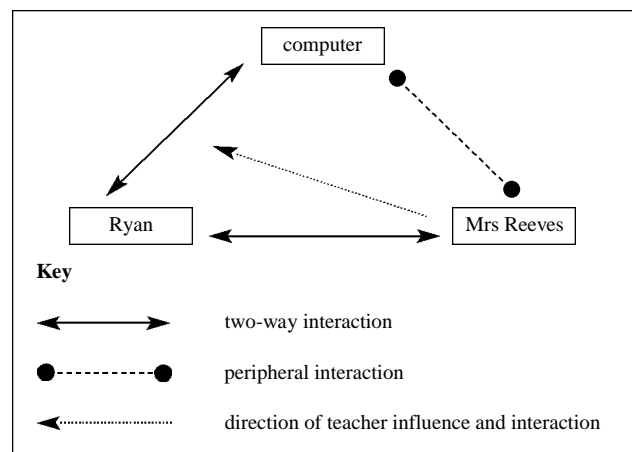 computer
Ryan
Mrs Reeves
Key
two-way interaction
peripheral interaction
direction of teacher influence and interaction